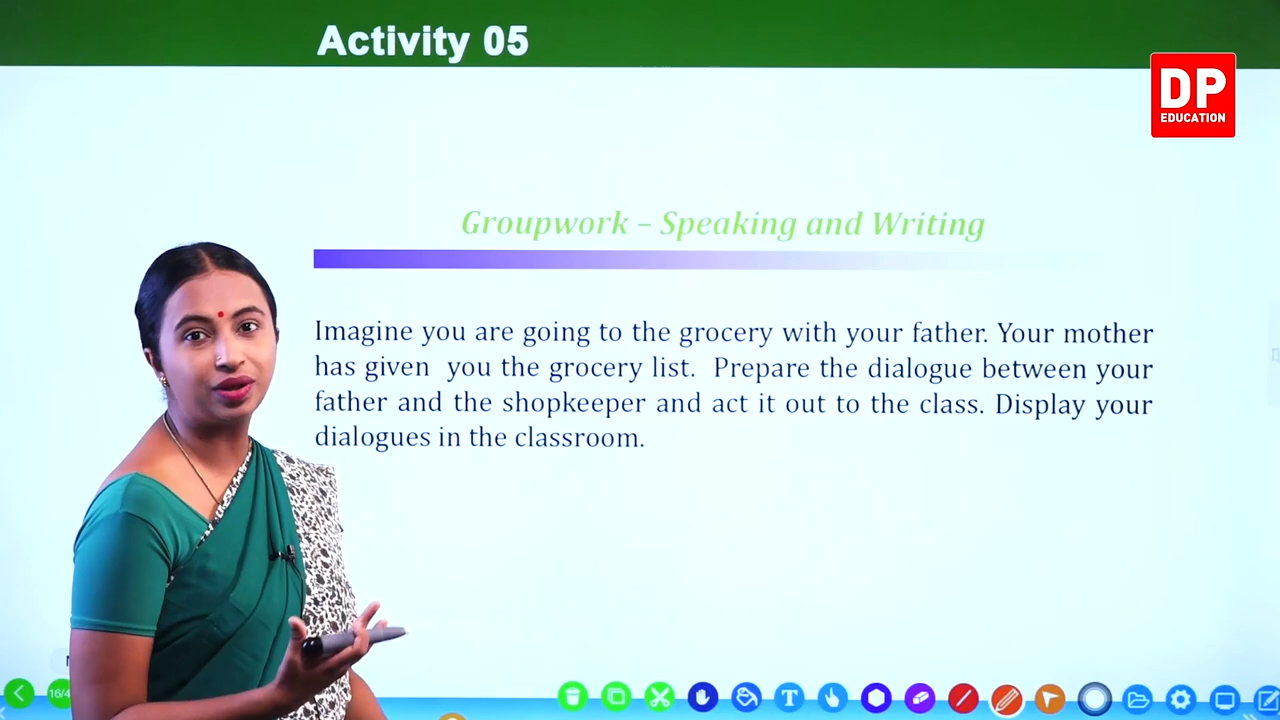 Activity 05
DP
EDUCATION
Groupwork – Speaking and Writing
Imagine you are going to the grocery with your father. Your mother
has given you the grocery list. Prepare the dialogue between your
father and the shopkeeper and act it out to the class. Display your
dialogues in the classroom.
16/4
T